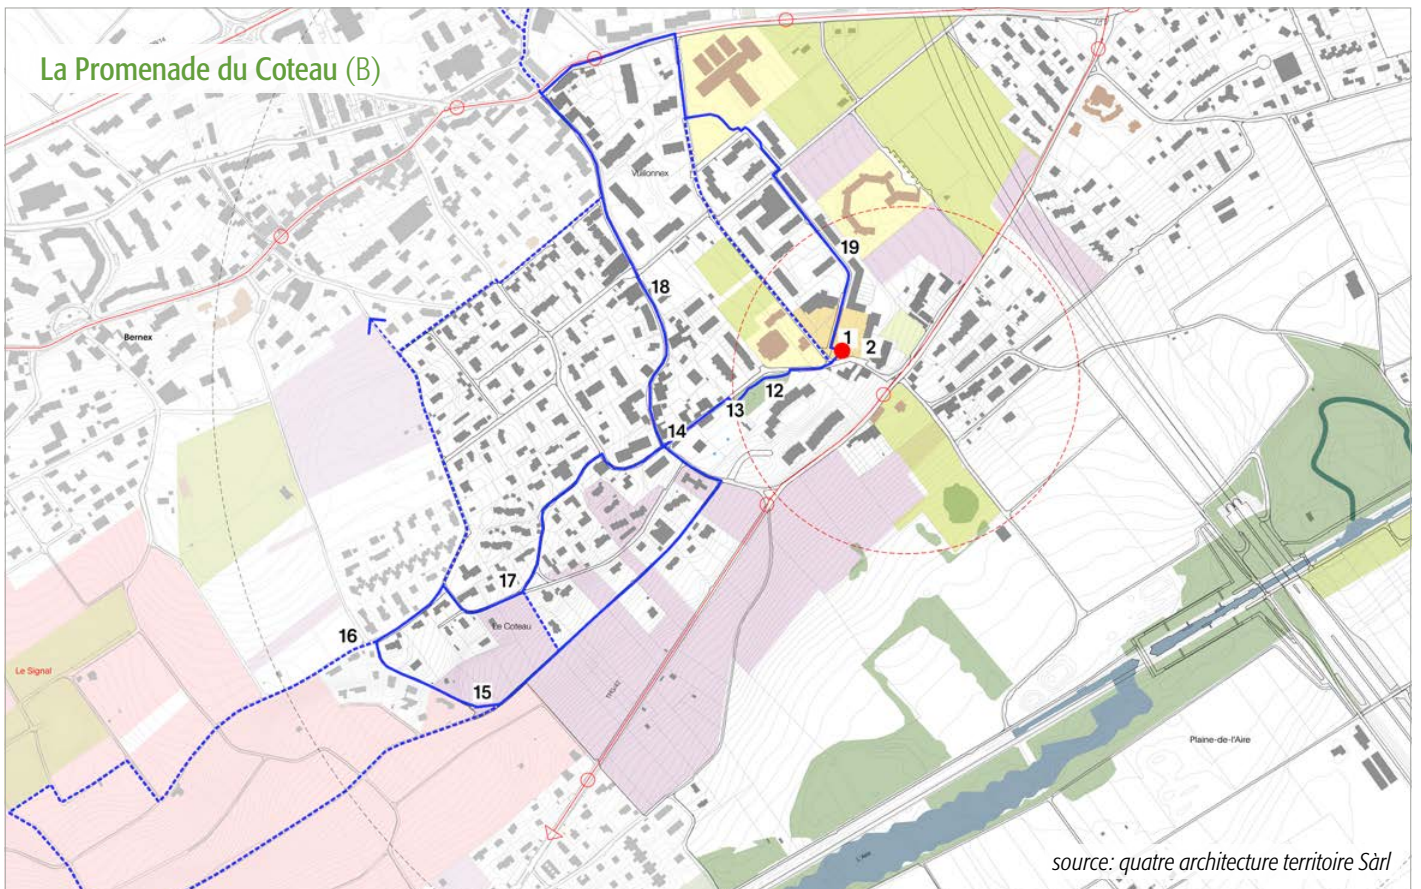 La Promenade du Coteau (B)
Vuillonnex
19
18
1
2
Bernex
12
13
14
17
Le Coteau
16
Le Signal
15
Plaine-de-l'Aire
L'Aire
source: quatre architecture territoire Sàrl